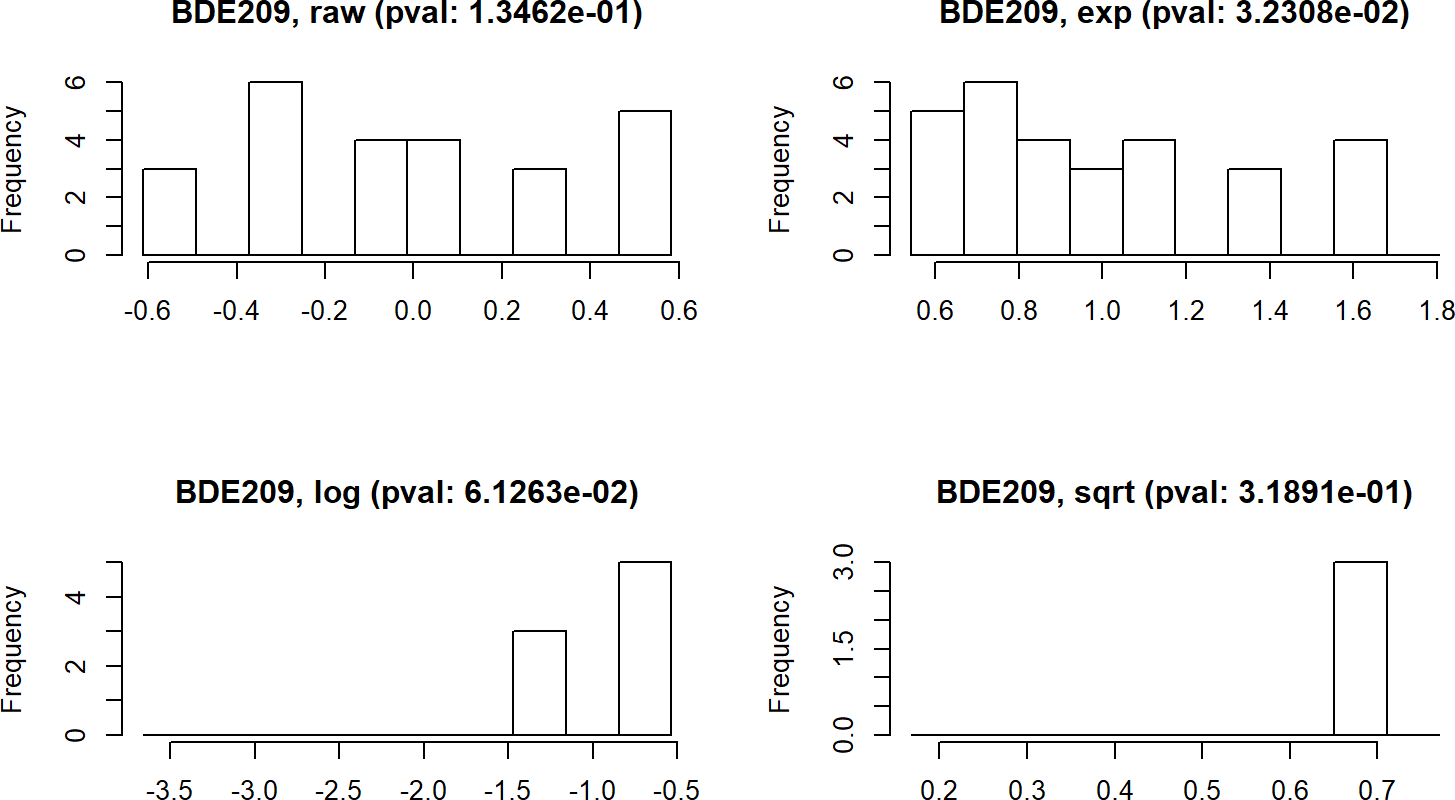 BDE209, raw (pval: 1.3462e-01)
Frequency
0 2 4 6
-0.6 -0.4 -0.2 0.0 0.2 0.4 0.6
BDE209, exp (pval: 3.2308e-02)
Frequency
0 2 4 6
0.6 0.8 1.0 1.2 1.4 1.6 1.8
BDE209, log (pval: 6.1263e-02)
Frequency
0 2 4
-3.5 -3.0 -2.5 -2.0 -1.5 -1.0 -0.5
BDE209, sqrt (pval: 3.1891e-01)
Frequency
0.0 1.5 3.0
0.2 0.3 0.4 0.5 0.6 0.7